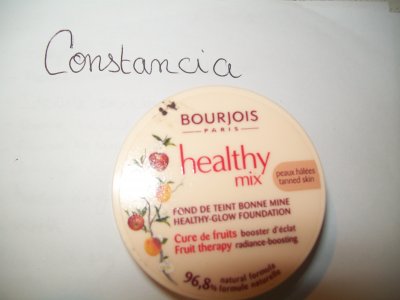 Constancia
BOURJOIS
PARIS
healthy
mix
peaux hâlées
tanned skin
FOND DE TEINT BONNE MINE
HEALTHY-GLOW FOUNDATION
Cure de fruits booster d'éclat
Fruit therapy radiance-boosting
96,8% natural formula
formule naturelle